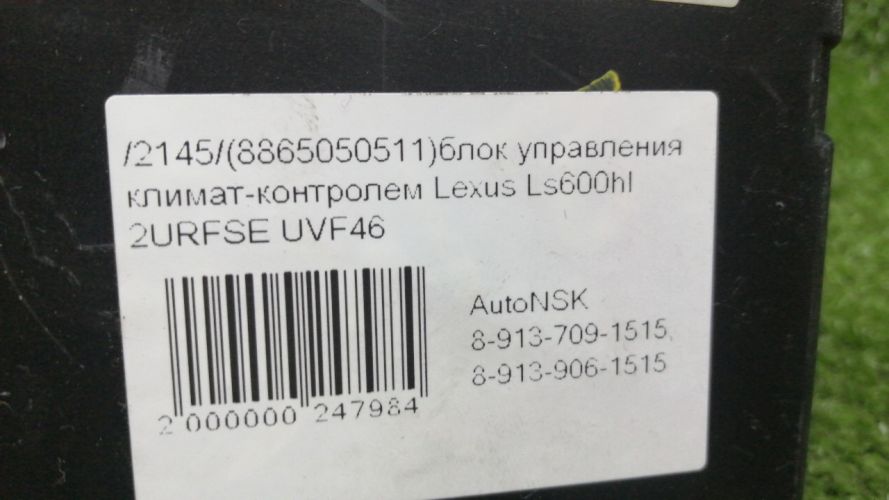 /2145/(8865050511)блок управления
климат-контролем Lexus Ls600hl
2URFSE UVF46
AutoNSK
8-913-709-1515
8-913-906-1515
2 000000 247984